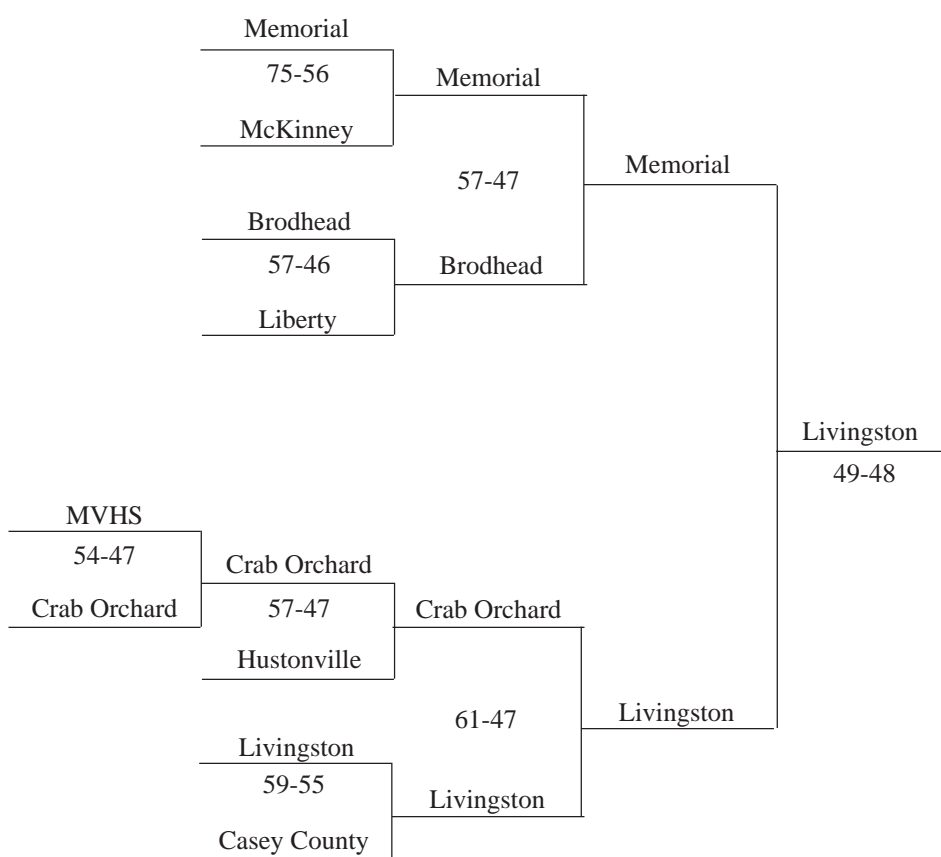 Memorial
75-56
Memorial
McKinney
57-47
Memorial
Brodhead
57-46
Brodhead
Liberty
Livingston
49-48
MVHS
54-47
Crab Orchard
Crab Orchard
57-47
Crab Orchard
Hustonville
61-47
Livingston
Livingston
59-55
Livingston
Casey County